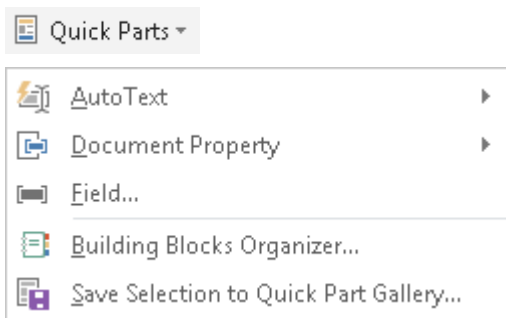 Quick Parts
AutoText
Document Property
Field...
Building Blocks Organizer...
Save Selection to Quick Part Gallery...